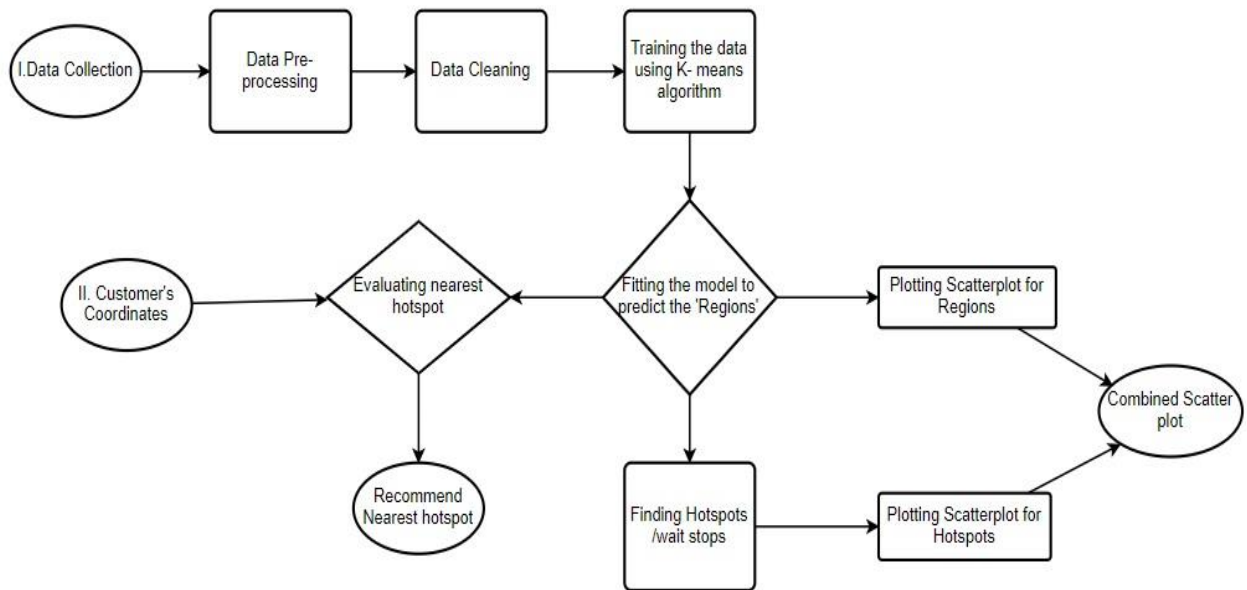 I.Data Collection
Data Pre-
processing
Data Cleaning
Training the data
using K- means
algorithm
II. Customer's
Coordinates
Evaluating nearest
hotspot
Fitting the model to
predict the 'Regions'
Plotting Scatterplot for
Regions
Combined Scatter
plot
Recommend
Nearest hotspot
Finding Hotspots
/wait stops
Plotting Scatterplot for
Hotspots